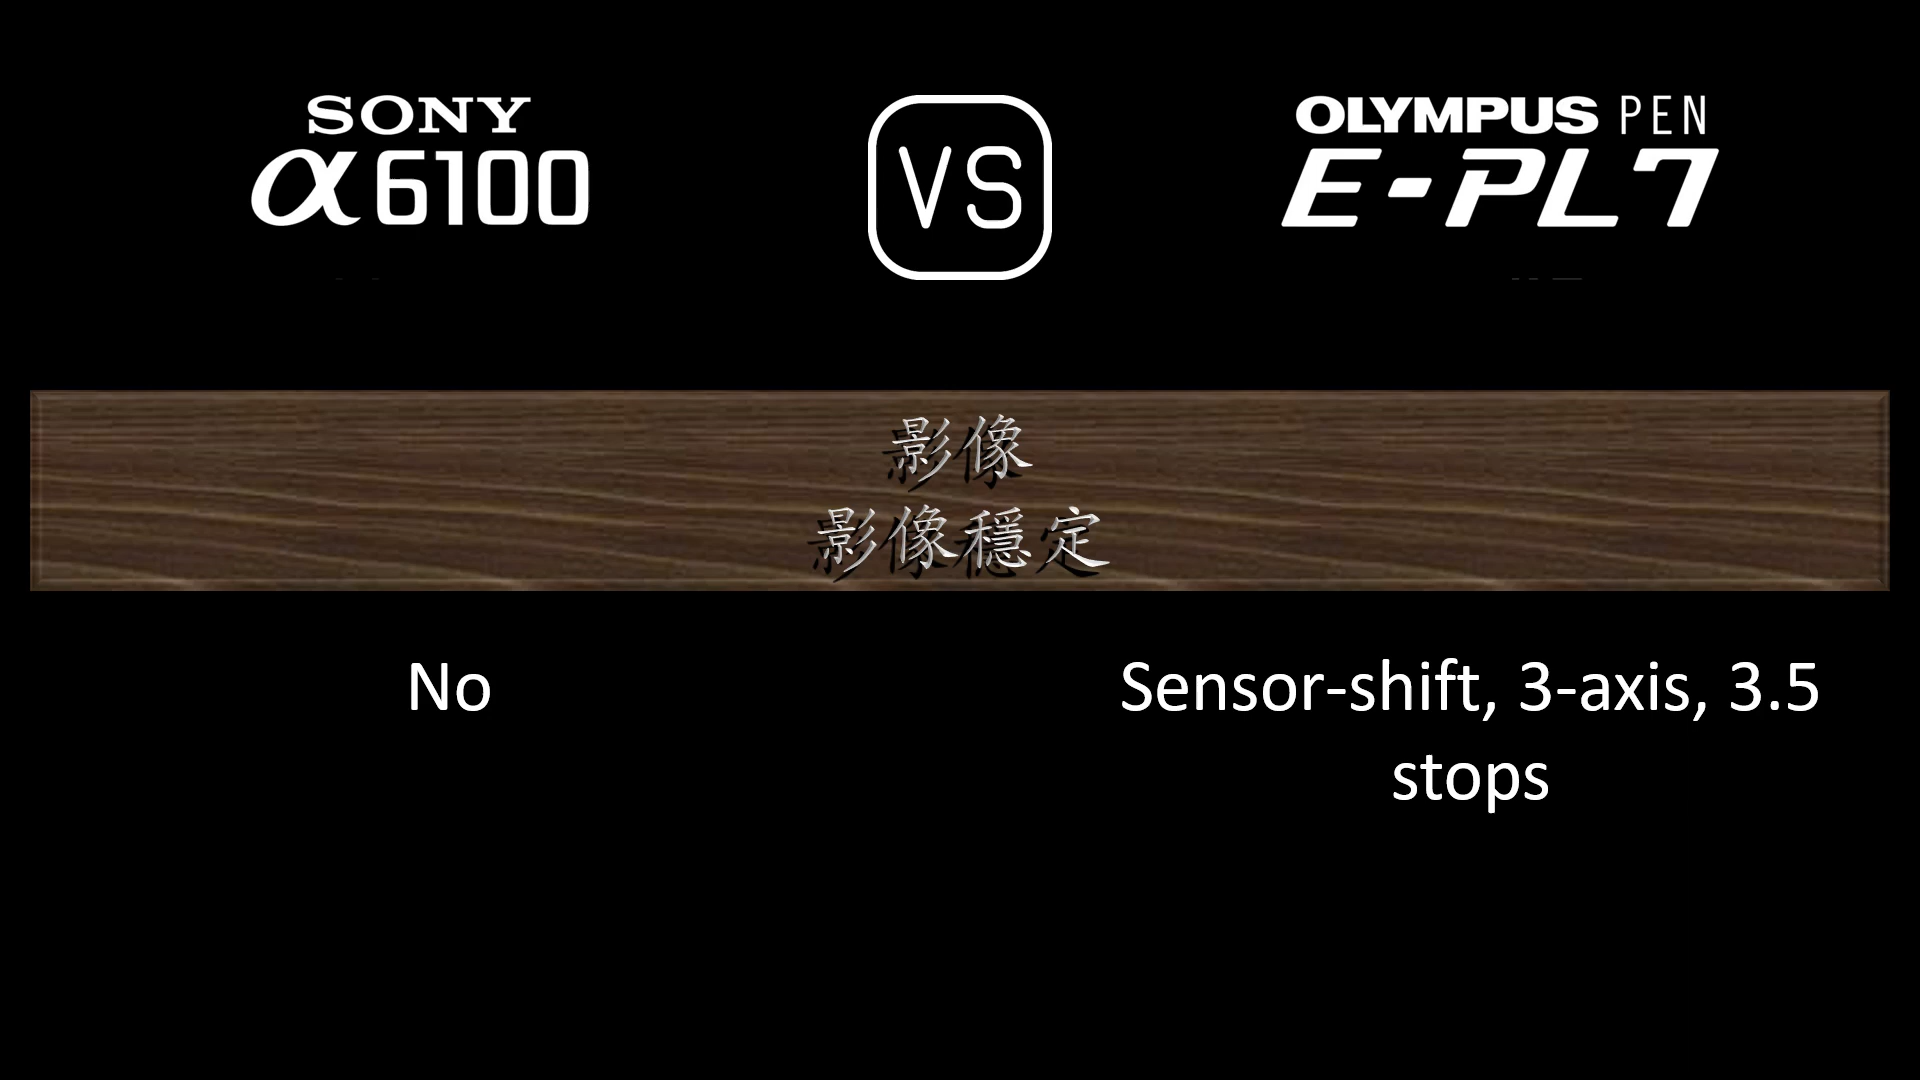 SONY
α6100
VS
OLYMPUS PEN
E-PL7
影像
影像穩定
No
Sensor-shift, 3-axis, 3.5
stops